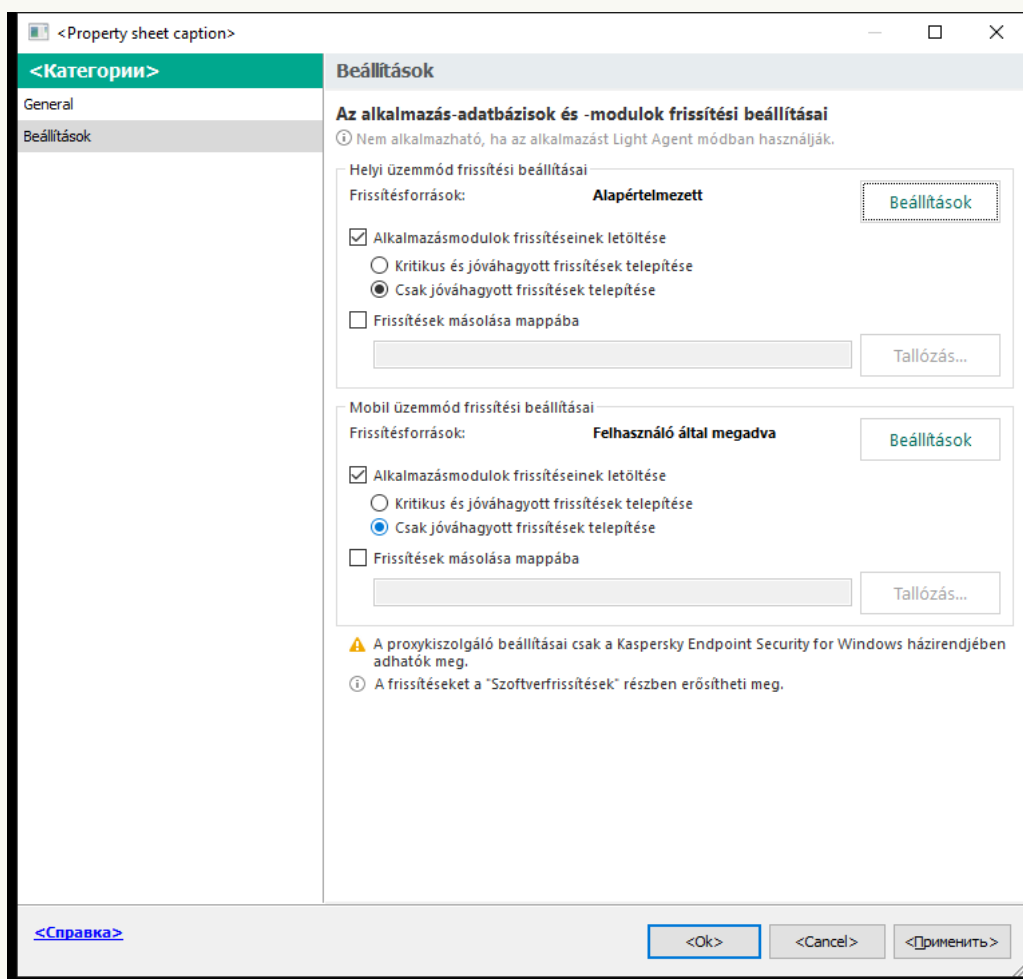 <Property sheet caption>
<Категории>
General
Beállítások
Beállítások
Az alkalmazás-adatbázisok és -modulok frissítési beállításai
Nem alkalmazható, ha az alkalmazást Light Agent módban használják.
Helyi üzemmód frissítési beállításai
Frissítésforrások: Alapértelmezett
Beállítások
Alkalmazásmodulok frissítéseinek letöltése
Kritikus és jóváhagyott frissítések telepítése
Csak jóváhagyott frissítések telepítése
Frissítések másolása mappába
Tallózás...
Mobil üzemmód frissítési beállításai
Frissítésforrások: Felhasználó által megadva
Beállítások
Alkalmazásmodulok frissítéseinek letöltése
Kritikus és jóváhagyott frissítések telepítése
Csak jóváhagyott frissítések telepítése
Frissítések másolása mappába
Tallózás...
A proxykiszolgáló beállításai csak a Kaspersky Endpoint Security for Windows házirendjében
adhatók meg.
A frissítéseket a "Szoftverfrissítések" részben erősítheti meg.
<Справка>
<Ok> <Cancel> <Применить>